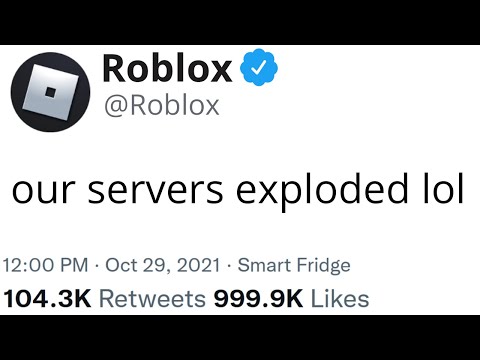 Roblox
@Roblox
our servers exploded lol
12:00 PM · Oct 29, 2021 · Smart Fridge
104.3K Retweets 999.9K Likes